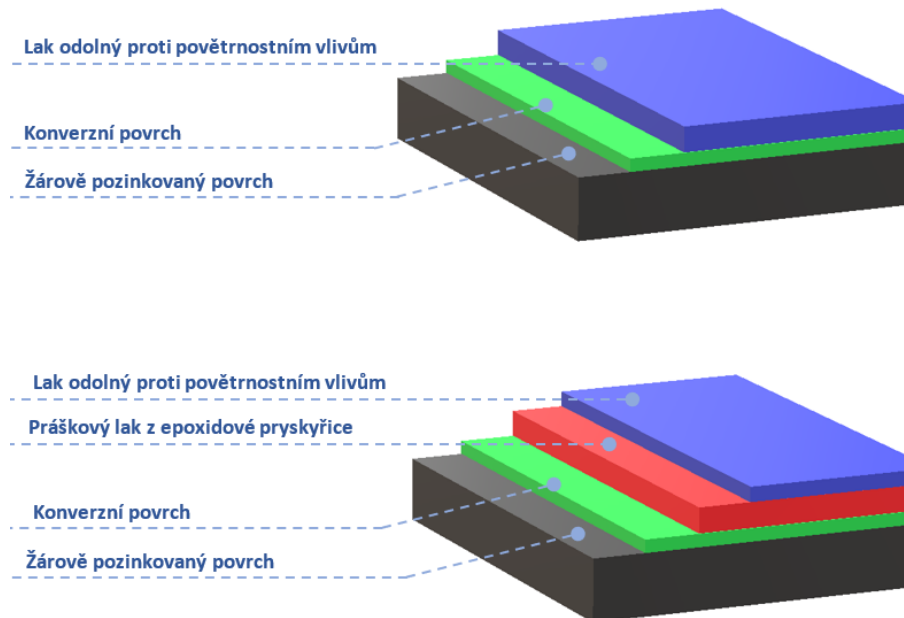 Lak odolný proti povětrnostním vlivům
Konverzní povrch
Žárově pozinkovaný povrch
Lak odolný proti povětrnostním vlivům
Práškový lak z epoxidové pryskyřice
Konverzní povrch
Žárově pozinkovaný povrch